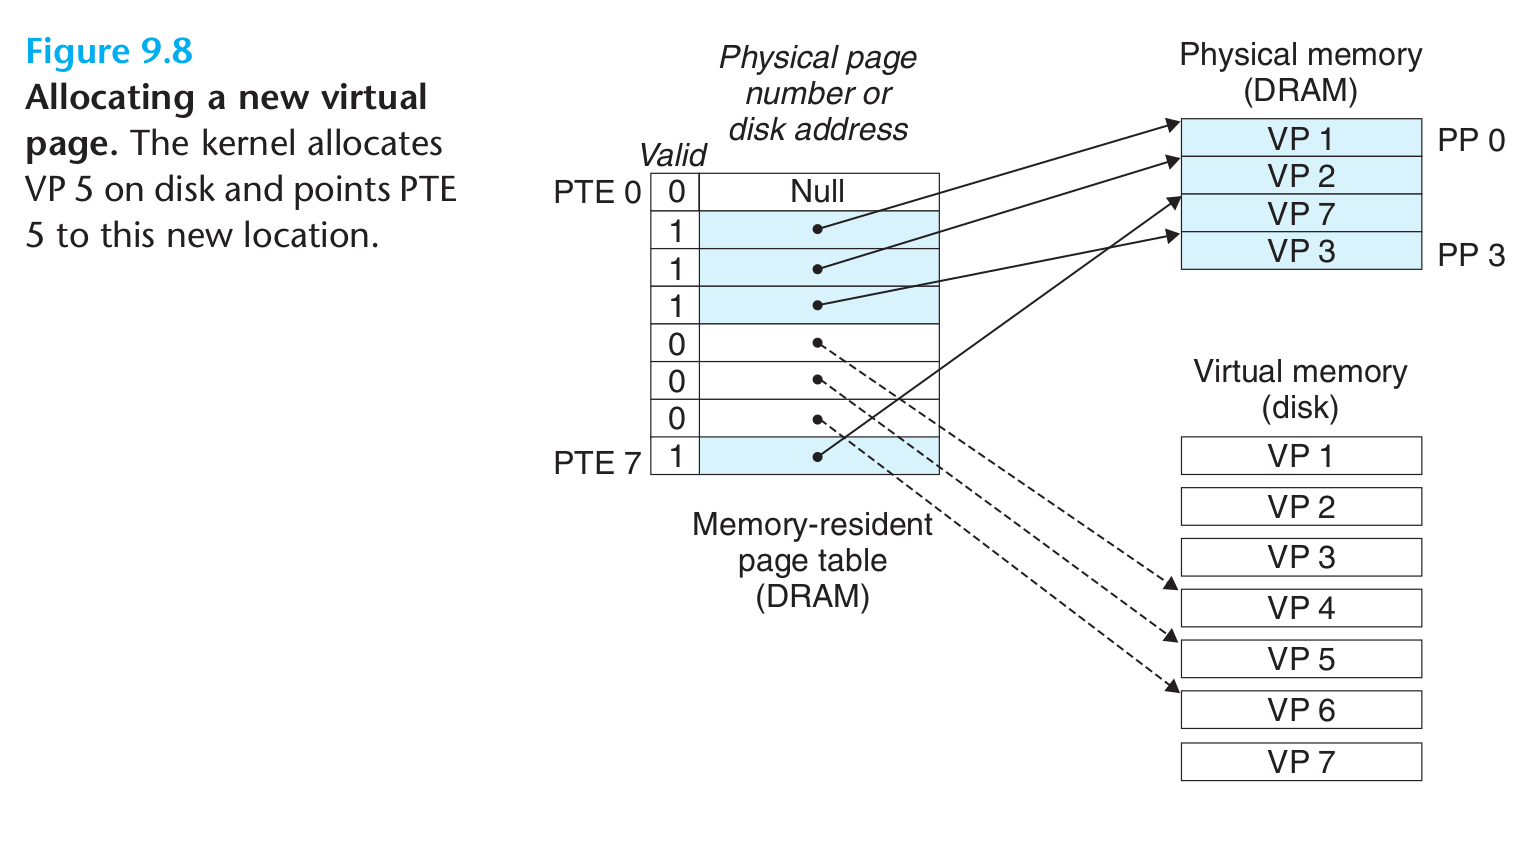 Figure 9.8
Allocating a new virtual
page. The kernel allocates
VP 5 on disk and points PTE
5 to this new location.
Physical page
number or
disk address
Valid
PTE 0
0
Null
1
1
1
0
0
0
PTE 7
1
Memory-resident
page table
(DRAM)
Physical memory
(DRAM)
VP 1
PP 0
VP 2
VP 7
VP 3
PP 3
Virtual memory
(disk)
VP 1
VP 2
VP 3
VP 4
VP 5
VP 6
VP 7